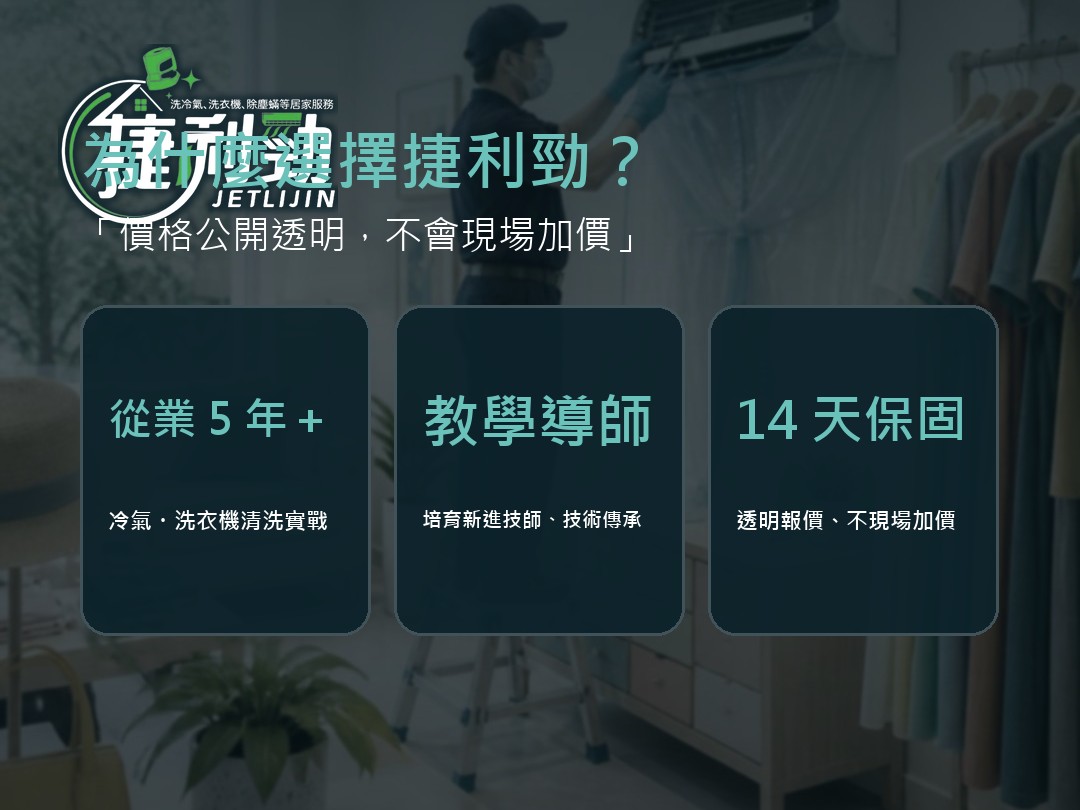 洗冷氣、洗衣機、除塵蟎等居家服務
捷利勁
JETLIJIN
為什麼選擇捷利勁？
「價格公開透明，不會現場加價」
從業 5 年 +
冷氣・洗衣機清洗實戰
教學導師
培育新進技師、技術傳承
14 天保固
透明報價、不現場加價